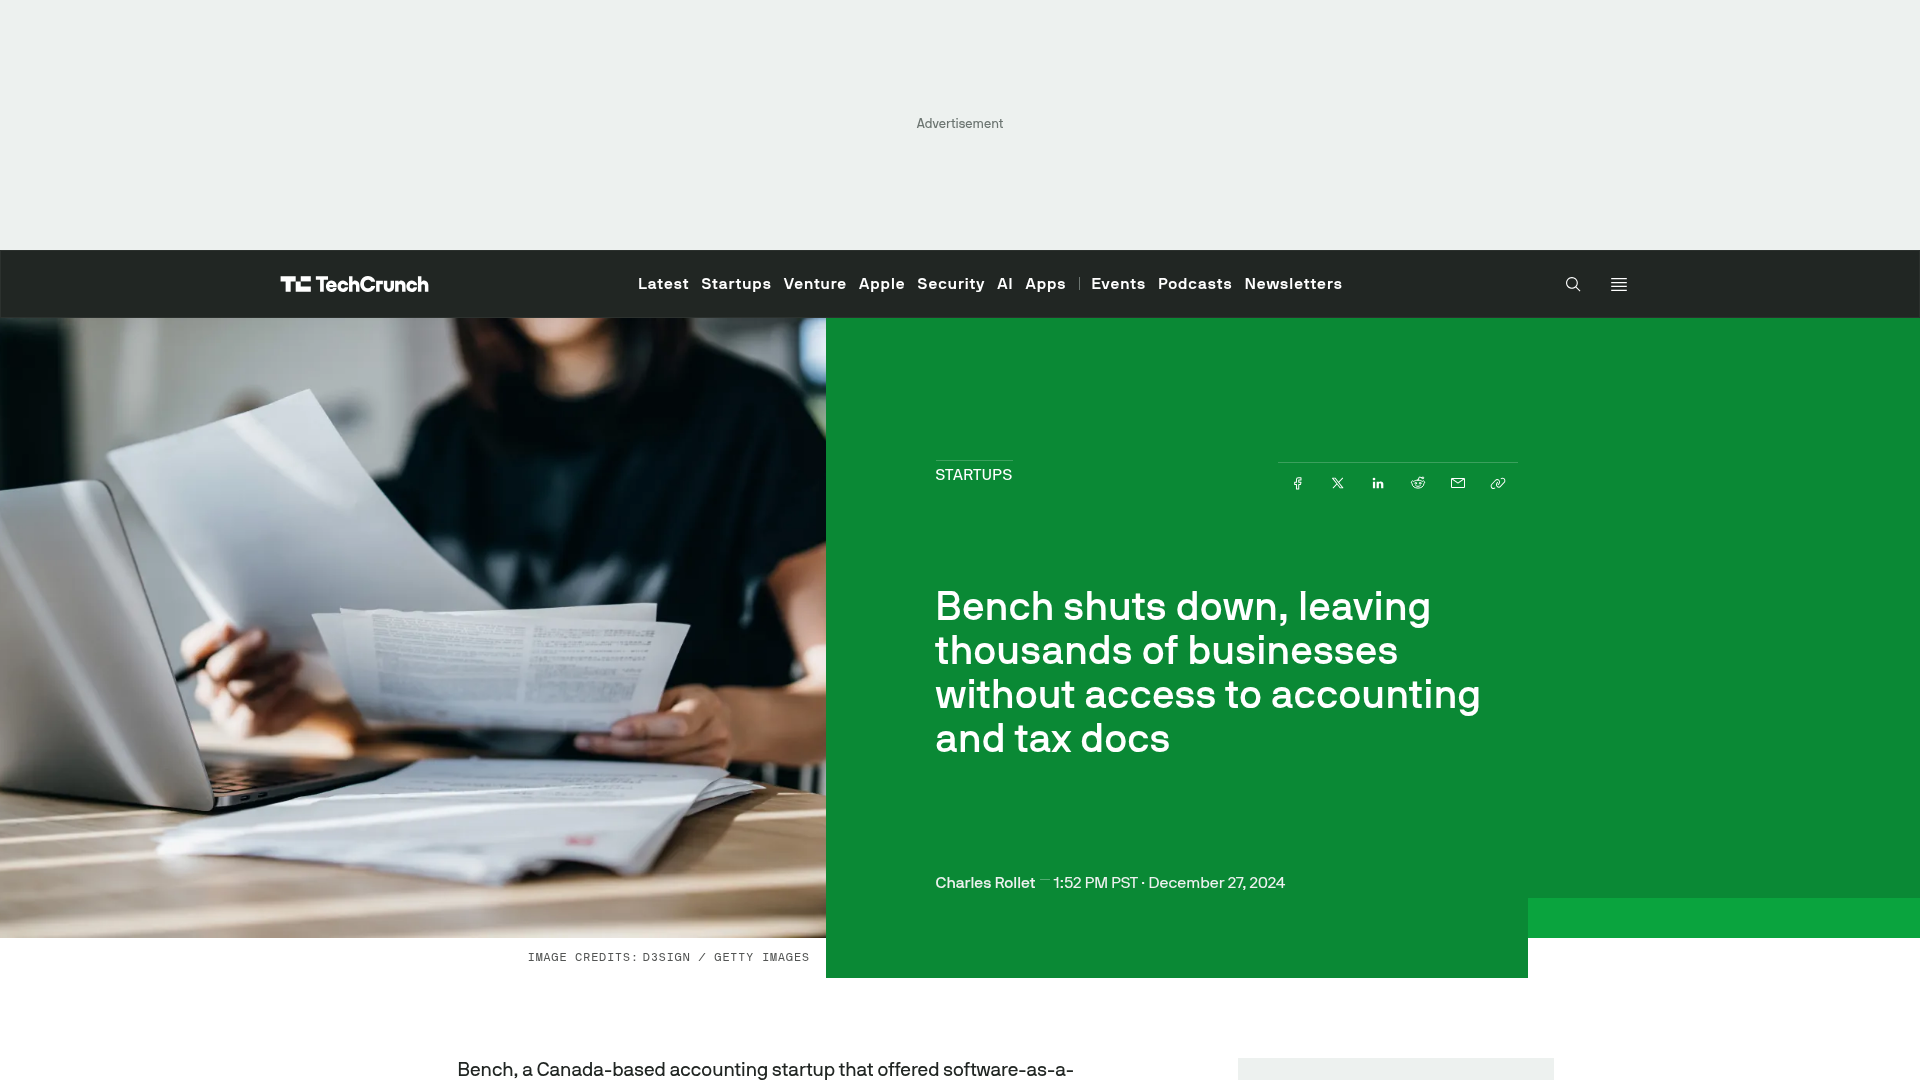 Advertisement
TechCrunch
Latest Startups Venture Apple Security AI Apps Events Podcasts Newsletters
STARTUPS
Bench shuts down, leaving
thousands of businesses
without access to accounting
and tax docs
Charles Rollet — 1:52 PM PST · December 27, 2024
IMAGE CREDITS: D3SIGN / GETTY IMAGES
Bench, a Canada-based accounting startup that offered software-as-a-